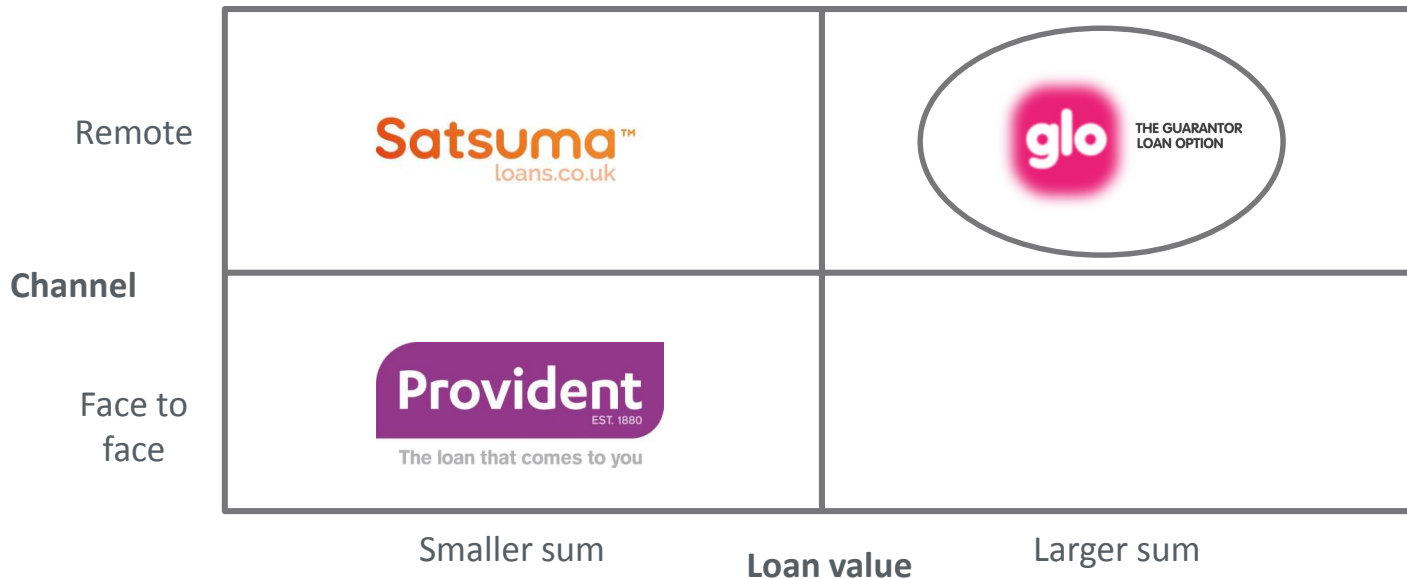 Remote
Satsuma™
loans.co.uk
glo
THE GUARANTOR
LOAN OPTION
Channel
Face to
face
Provident
EST. 1880
The loan that comes to you
Smaller sum
Loan value
Larger sum